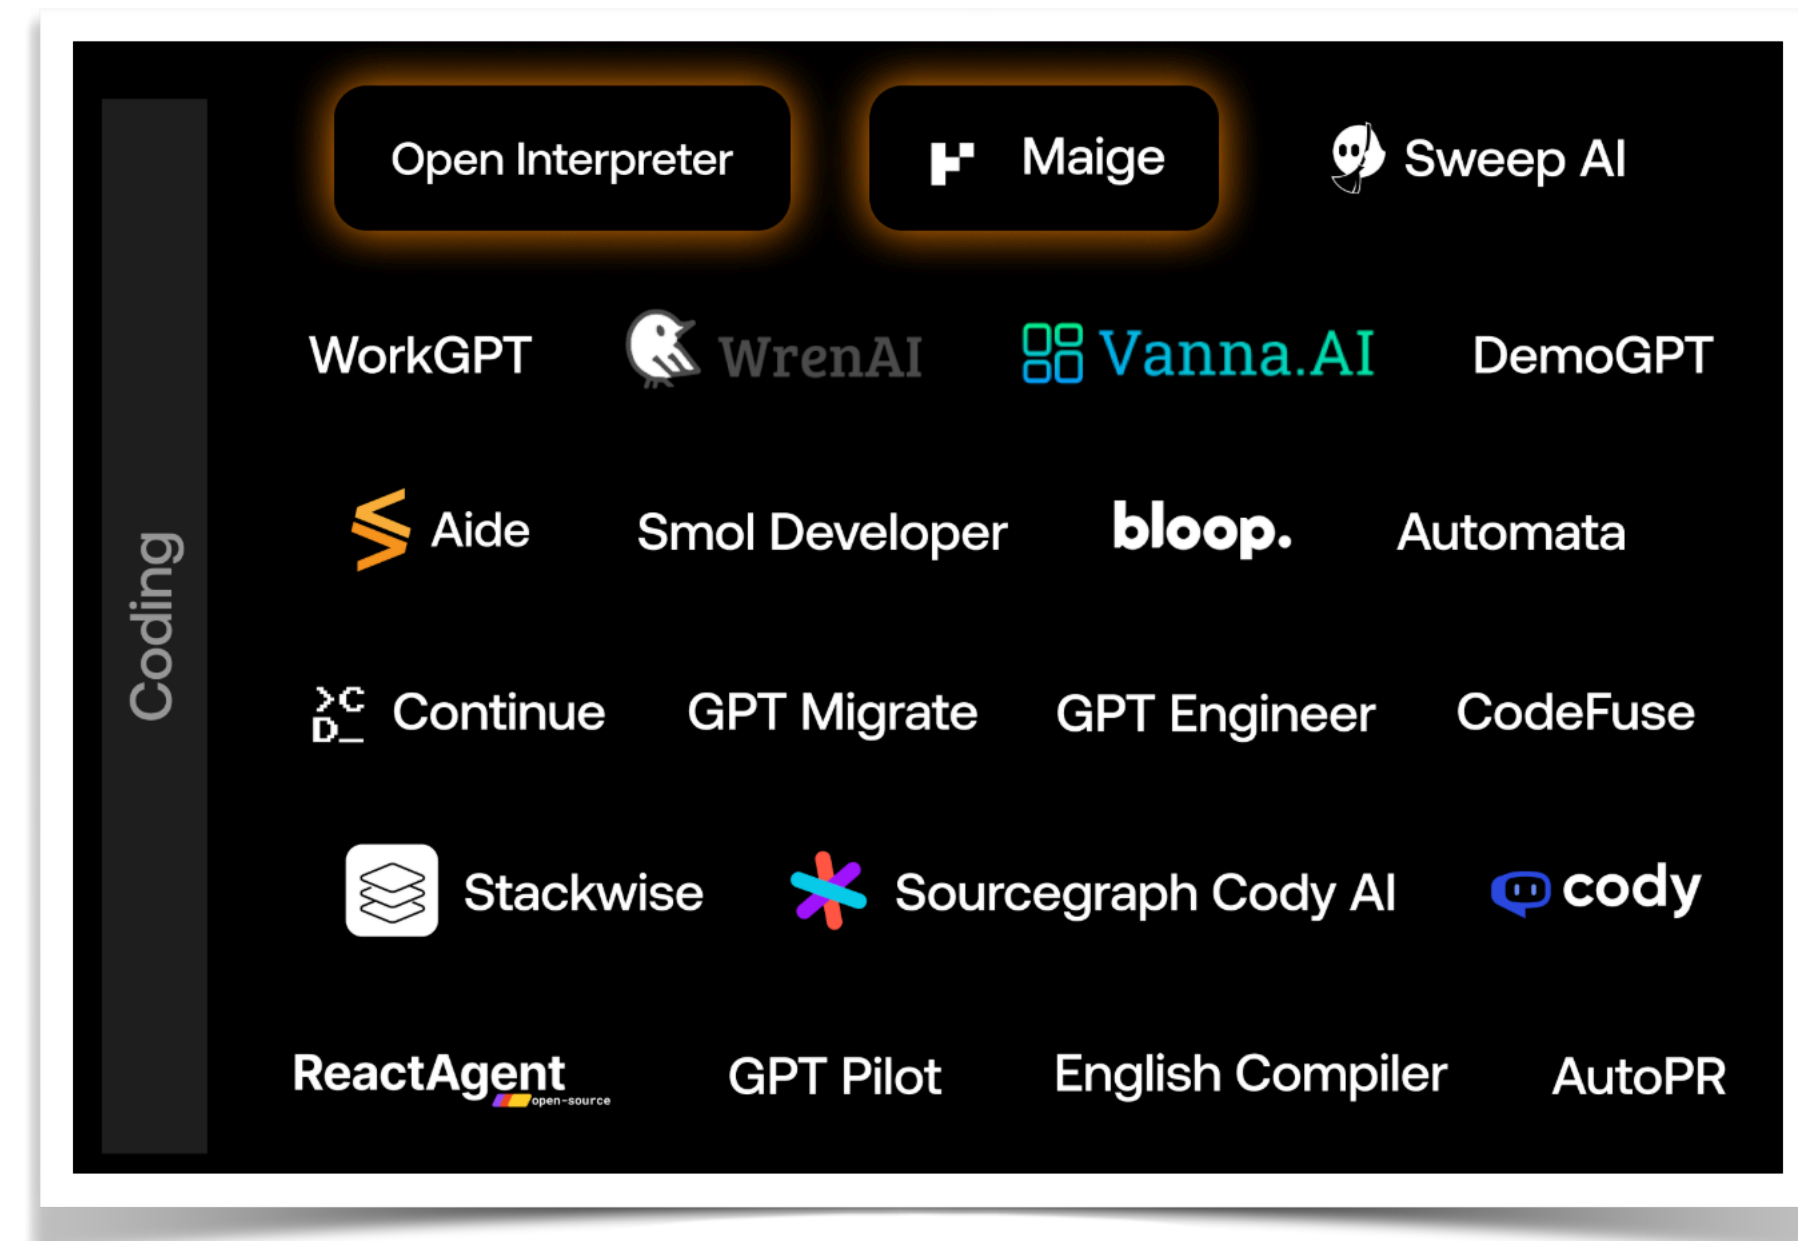 Coding
Open Interpreter Maige Sweep AI
WorkGPT WrenAI Vanna.AI DemoGPT
Aide Smol Developer bloop. Automata
>C D_ Continue GPT Migrate GPT Engineer CodeFuse
Stackwise Sourcegraph Cody AI cody
ReactAgent GPT Pilot English Compiler AutoPR
open-source